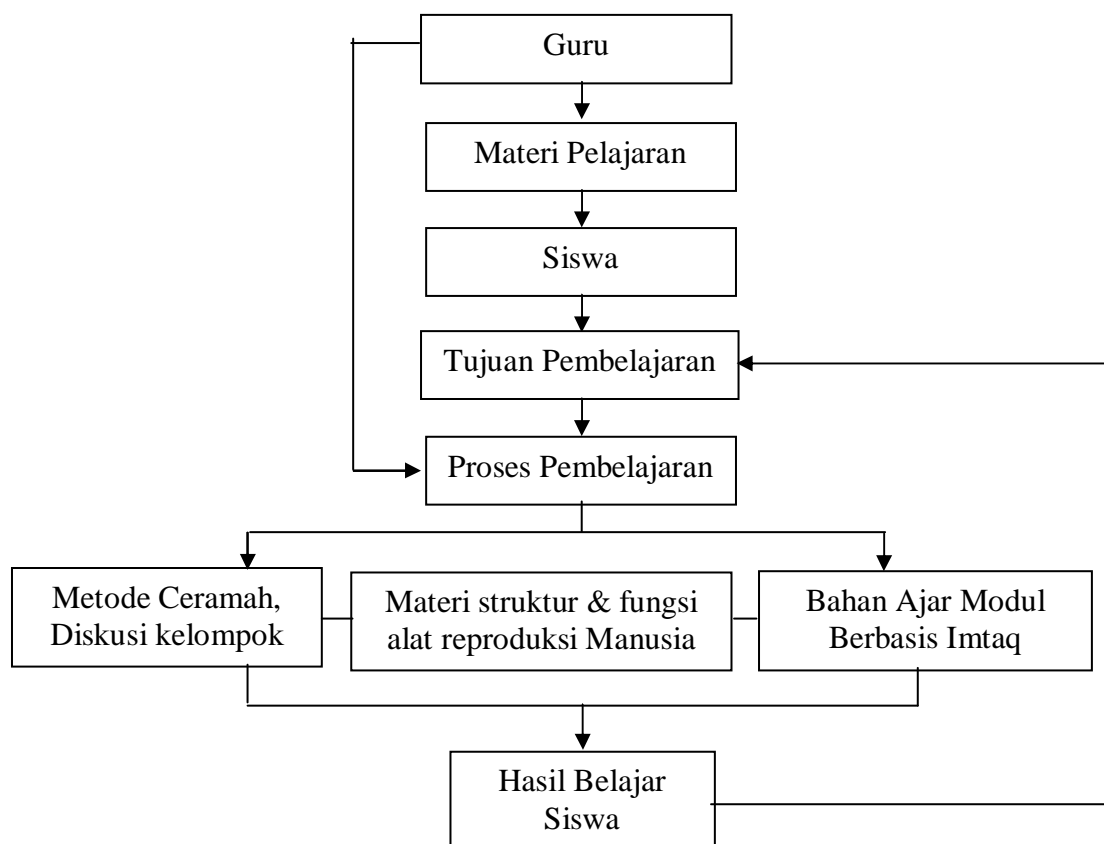 Guru
Materi Pelajaran
Siswa
Tujuan Pembelajaran
Proses Pembelajaran
Metode Ceramah,
Diskusi kelompok
Materi struktur & fungsi
alat reproduksi Manusia
Bahan Ajar Modul
Berbasis Imtaq
Hasil Belajar
Siswa